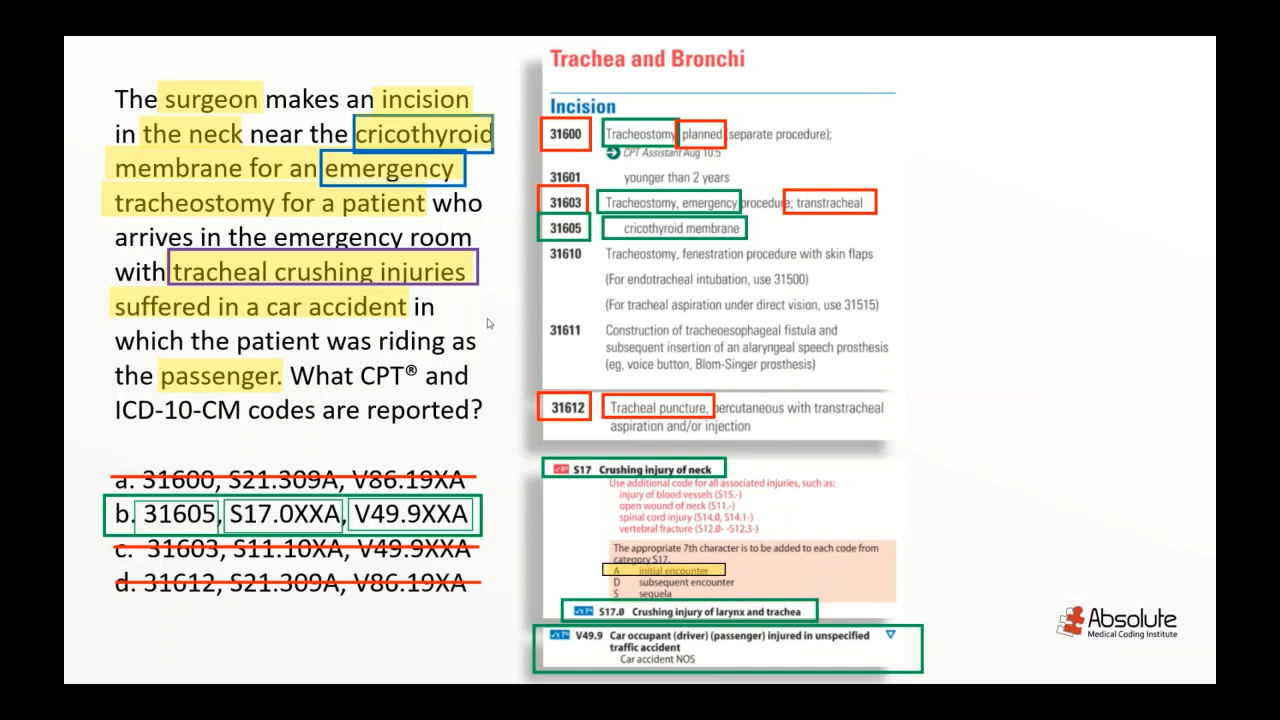 The surgeon makes an incision
in the neck near the cricothyroid
membrane for an emergency
tracheostomy for a patient who
arrives in the emergency room
with tracheal crushing injuries
suffered in a car accident in
which the patient was riding as
the passenger. What CPT® and
ICD-10-CM codes are reported?
a. 31600, S21.309A, V86.19XA
b. 31605, S17.0XXA, V49.9XXA
c. 31603, S11.10XA, V49.9XXA
d. 31612, S21.309A, V86.19XA
Trachea and Bronchi
Incision
31600 Tracheostomy, planned (separate procedure);
CPT Assistant Aug 10:5
31601 younger than 2 years
31603 Tracheostomy, emergency procedure; transtracheal
31605 cricothyroid membrane
31610 Tracheostomy, fenestration procedure with skin flaps
(For endotracheal intubation, use 31500)
(For tracheal aspiration under direct vision, use 31515)
31611 Construction of tracheoesophageal fistula and
subsequent insertion of an alaryngeal speech prosthesis
(eg, voice button, Blom-Singer prosthesis)
31612 Tracheal puncture, percutaneous with transtracheal
aspiration and/or injection
S17 Crushing injury of neck
Use additional code for all associated injuries, such as:
injury of blood vessels (S15.-)
open wound of neck (S11.-)
spinal cord injury (S14.0, S14.1-)
vertebral fracture (S12.0- -S12.3-)
The appropriate 7th character is to be added to each code from
category S17.
A initial encounter
D subsequent encounter
S sequela
S17.0 Crushing injury of larynx and trachea
V49.9 Car occupant (driver) (passenger) injured in unspecified
traffic accident
Car accident NOS
Absolute
Medical Coding Institute